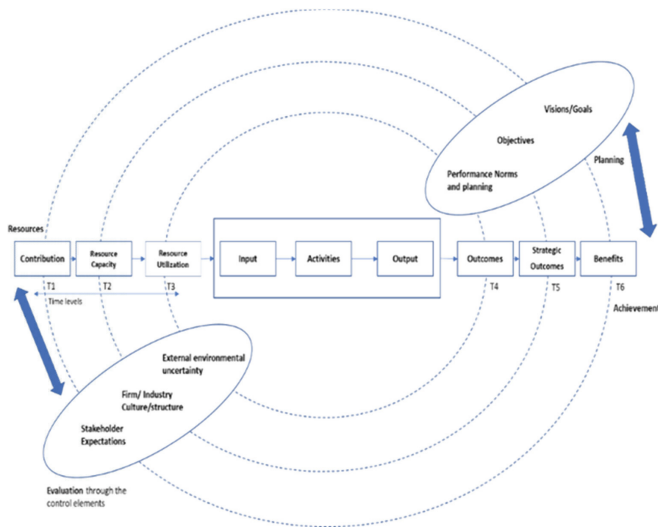 Visions/Goals
Objectives
Performance Norms
and planning
Planning
Resources
Contribution
Resource
Capacity
Resource
Utilization
Input
Activities
Output
Outcomes
Strategic
Outcomes
Benefits
T1
T2
T3
T4
T5
T6
Time levels
Achievement
External environmental
uncertainty
Firm/ Industry
Culture/structure
Stakeholder
Expectations
Evaluation through the
control elements